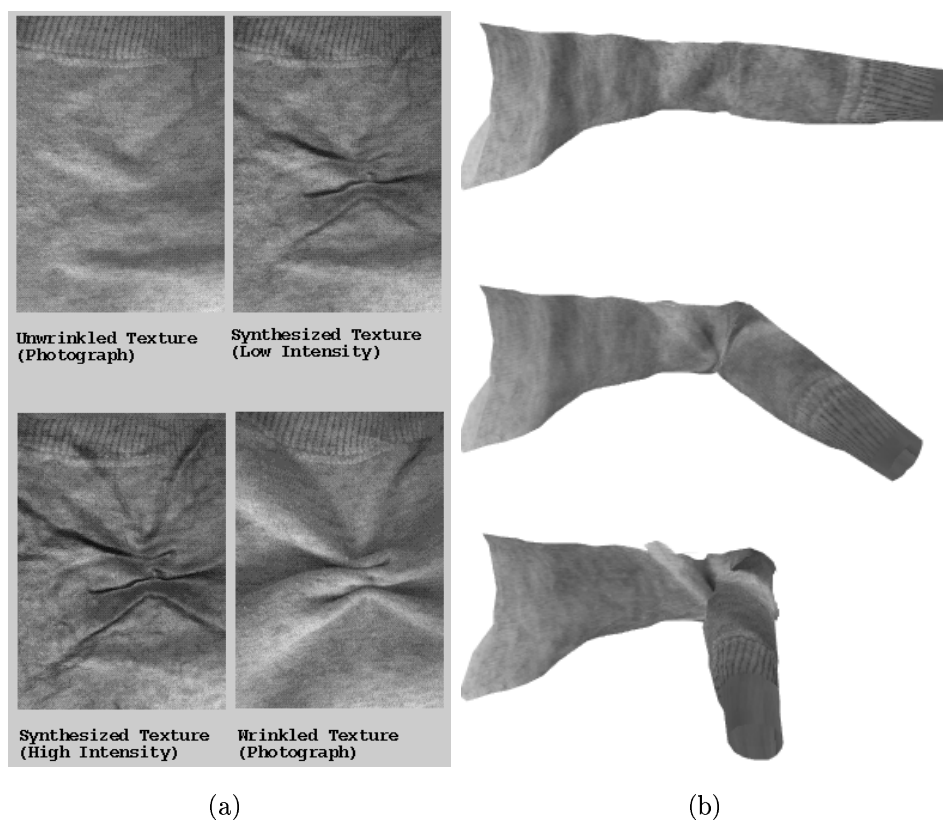 Unwrinkled Texture
(Photograph)
Synthesized Texture
(Low Intensity)
Synthesized Texture
(High Intensity)
Wrinkled Texture
(Photograph)
(a)
(b)